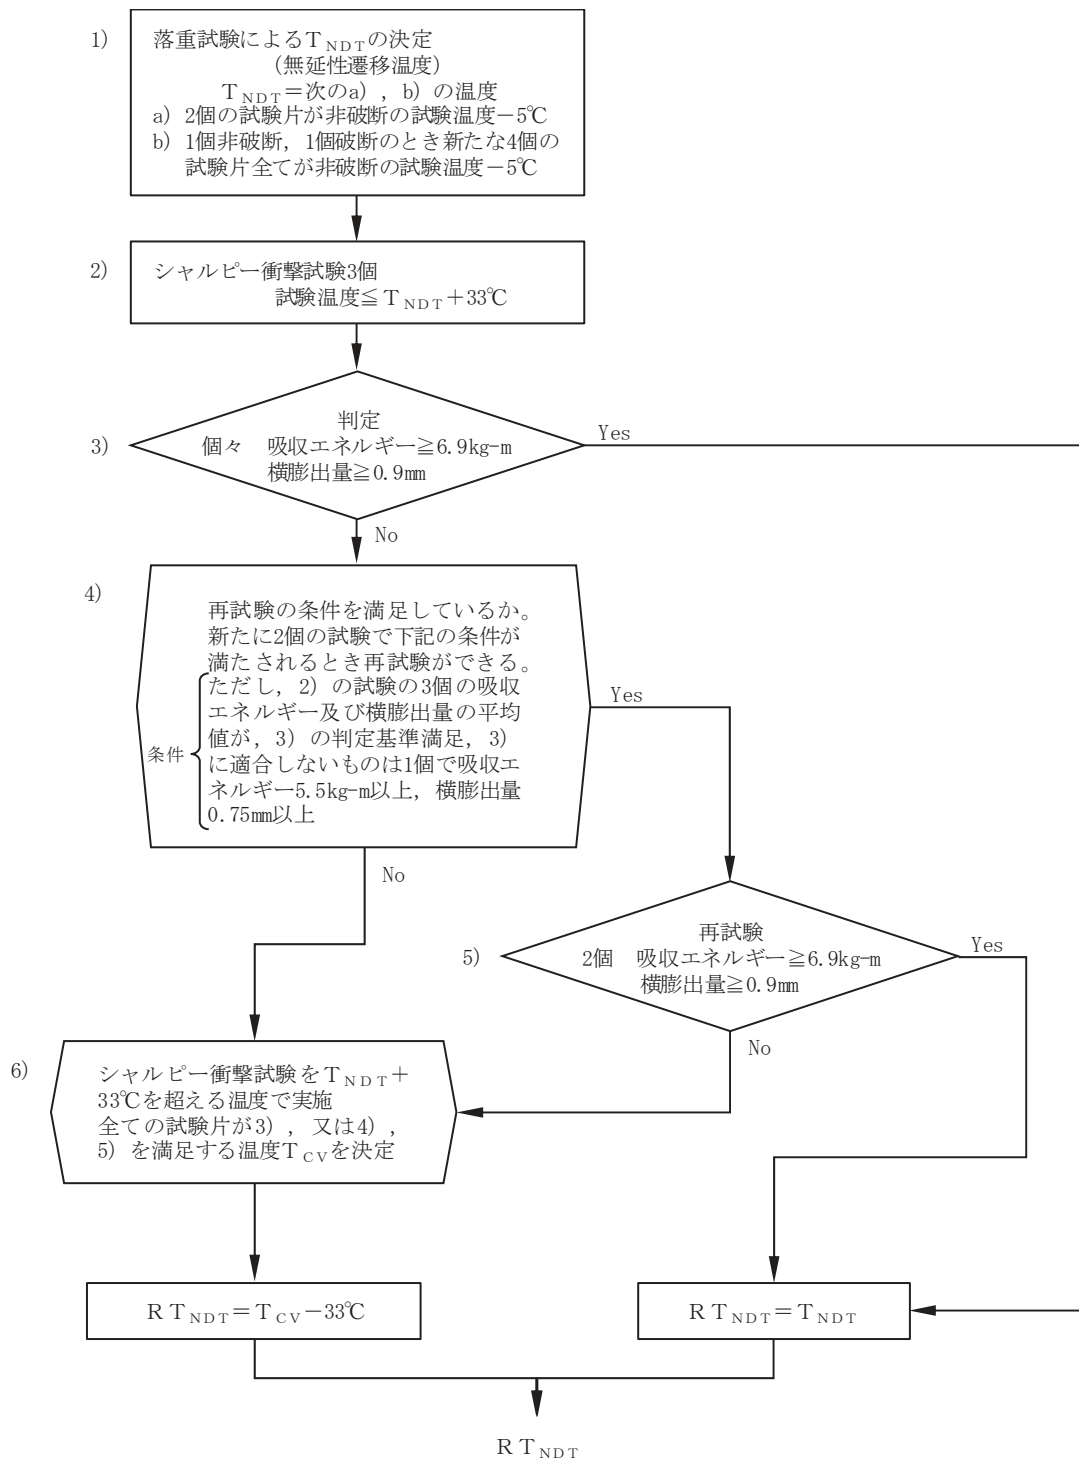 1)
落重試験によるＴNDTの決定
(無延性遷移温度)
ＴNDT＝次のa），b）の温度
a）2個の試験片が非破断の試験温度－5℃
b）1個非破断，1個破断のとき新たな4個の
試験片全てが非破断の試験温度－5℃
2)
シャルピー衝撃試験3個
試験温度≦ＴNDT＋33℃
3)
判定
個々　吸収エネルギー≧6.9kg-m
横膨出量≧0.9mm
Yes
No
4)
再試験の条件を満足しているか。
新たに2個の試験で下記の条件が
満たされるとき再試験ができる。
条件
ただし，2）の試験の3個の吸収
エネルギー及び横膨出量の平均
値が，3）の判定基準満足，3）
に適合しないものは1個で吸収エ
ネルギー5.5kg-m以上，横膨出量
0.75mm以上
Yes
No
5)
再試験
2個　吸収エネルギー≧6.9kg-m
横膨出量≧0.9mm
Yes
No
6)
シャルピー衝撃試験をＴNDT＋
33℃を超える温度で実施
全ての試験片が3），又は4），
5）を満足する温度ＴCVを決定
ＲＴNDT＝ＴCV－33℃
ＲＴNDT＝ＴNDT
ＲＴNDT